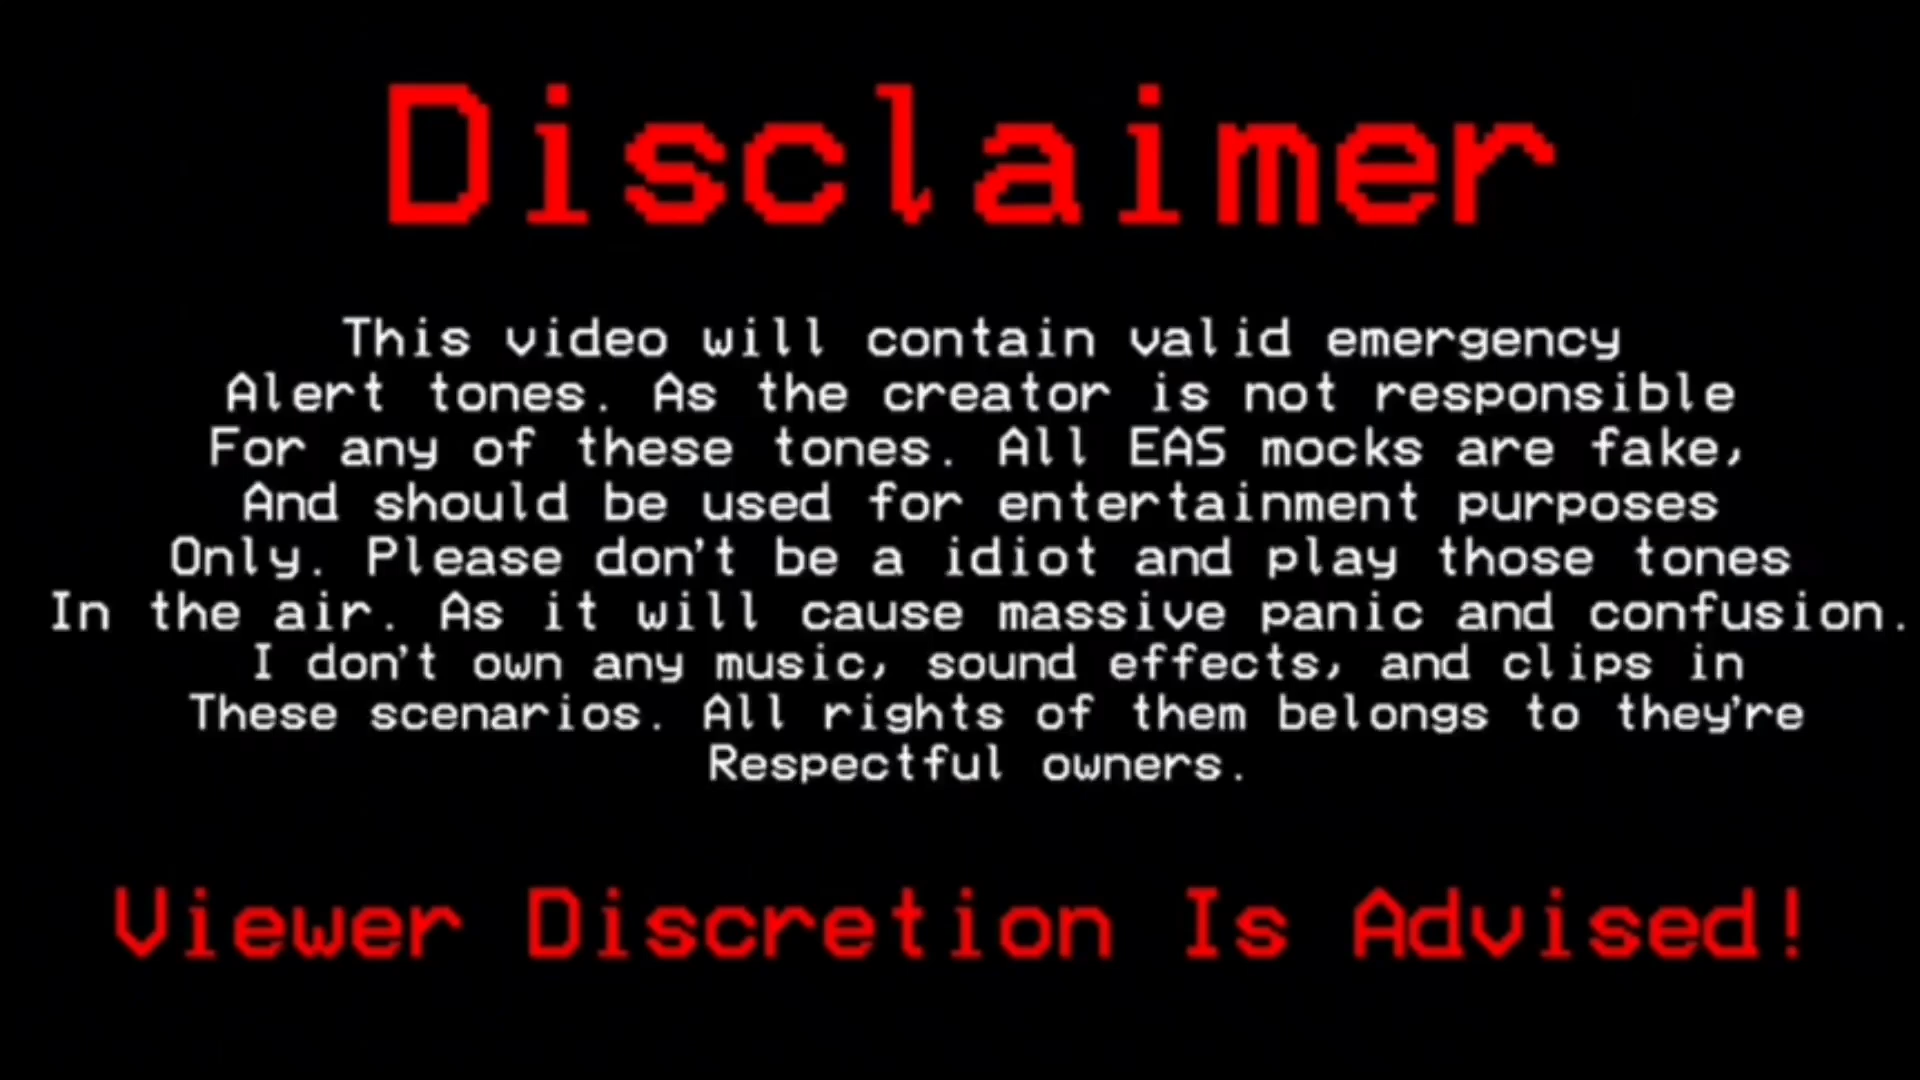 Disclaimer
This video will contain valid emergency
Alert tones. As the creator is not responsible
For any of these tones. All EAS mocks are fake,
And should be used for entertainment purposes
Only. Please don't be a idiot and play those tones
In the air. As it will cause massive panic and confusion.
I don't own any music, sound effects, and clips in
These scenarios. All rights of them belongs to they're
Respectful owners.
Viewer Discretion Is Advised!